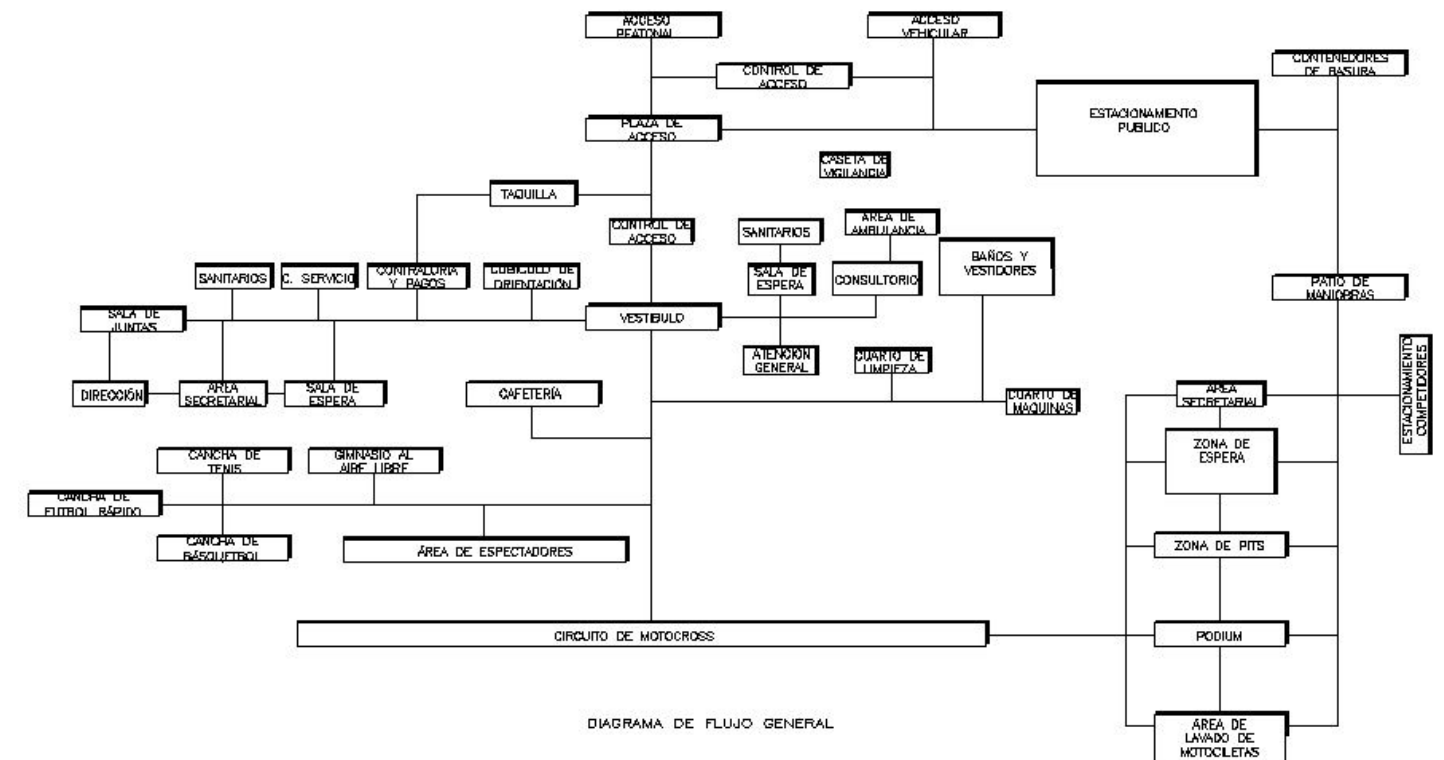 ACCESO
PEATONAL
ACCESO
VEHICULAR
CONTROL DE
ACCESO
CONTENEDORES
DE BASURA
ESTACIONAMIENTO
PUBLICO
PLAZA DE
ACCESO
CASETA DE
VIGILANCIA
TAQUILLA
CONTROL DE
ACCESO
SANITARIOS
AREA DE
AMBULANCIA
BAÑOS Y
VESTIDORES
SANITARIOS
C. SERVICIO
CONTRALORIA
Y PAGOS
CUBICULO DE
ORIENTACIÓN
SALA DE
ESPERA
CONSULTORIO
PATIO DE
MANIOBRAS
SALA DE
JUNTAS
VESTIBULO
ATENCION
GENERAL
CUARTO DE
LIMPIEZA
ESTACIONAMIENTO
COMPETIDORES
DIRECCIÓN
AREA
SECRETARIAL
SALA DE
ESPERA
CAFETERÍA
CUARTO DE
MAQUINAS
AREA
SECRETARIAL
ZONA DE
ESPERA
CANCHA DE
TENIS
GIMNASIO AL
AIRE LIBRE
CANCHA DE
FUTBOL RÁPIDO
CANCHA DE
BÁSQUETBOL
ÁREA DE ESPECTADORES
ZONA DE PITS
CIRCUITO DE MOTOCROSS
PODIUM
DIAGRAMA DE FLUJO GENERAL
AREA DE
LAVADO DE
MOTOCILETAS